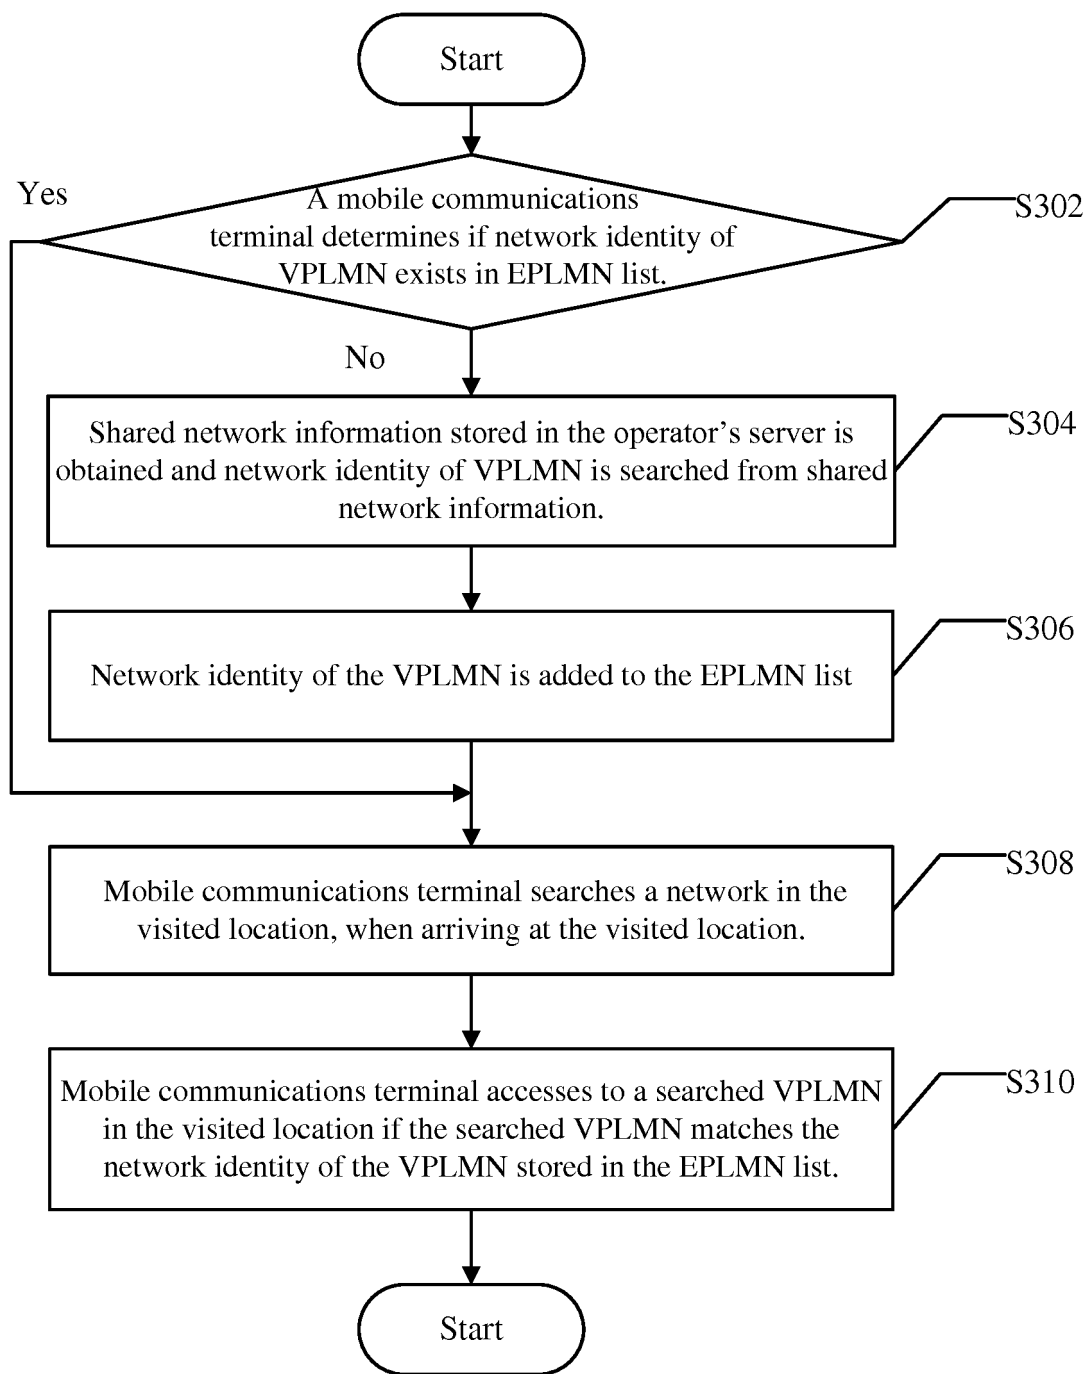 Start
Yes
A mobile communications
terminal determines if network identity of
VPLMN exists in EPLMN list.
S302
No
Shared network information stored in the operator's server is
obtained and network identity of VPLMN is searched from shared
network information.
S304
Network identity of the VPLMN is added to the EPLMN list
S306
Mobile communications terminal searches a network in the
visited location, when arriving at the visited location.
S308
Mobile communications terminal accesses to a searched VPLMN
in the visited location if the searched VPLMN matches the
network identity of the VPLMN stored in the EPLMN list.
S310
Start